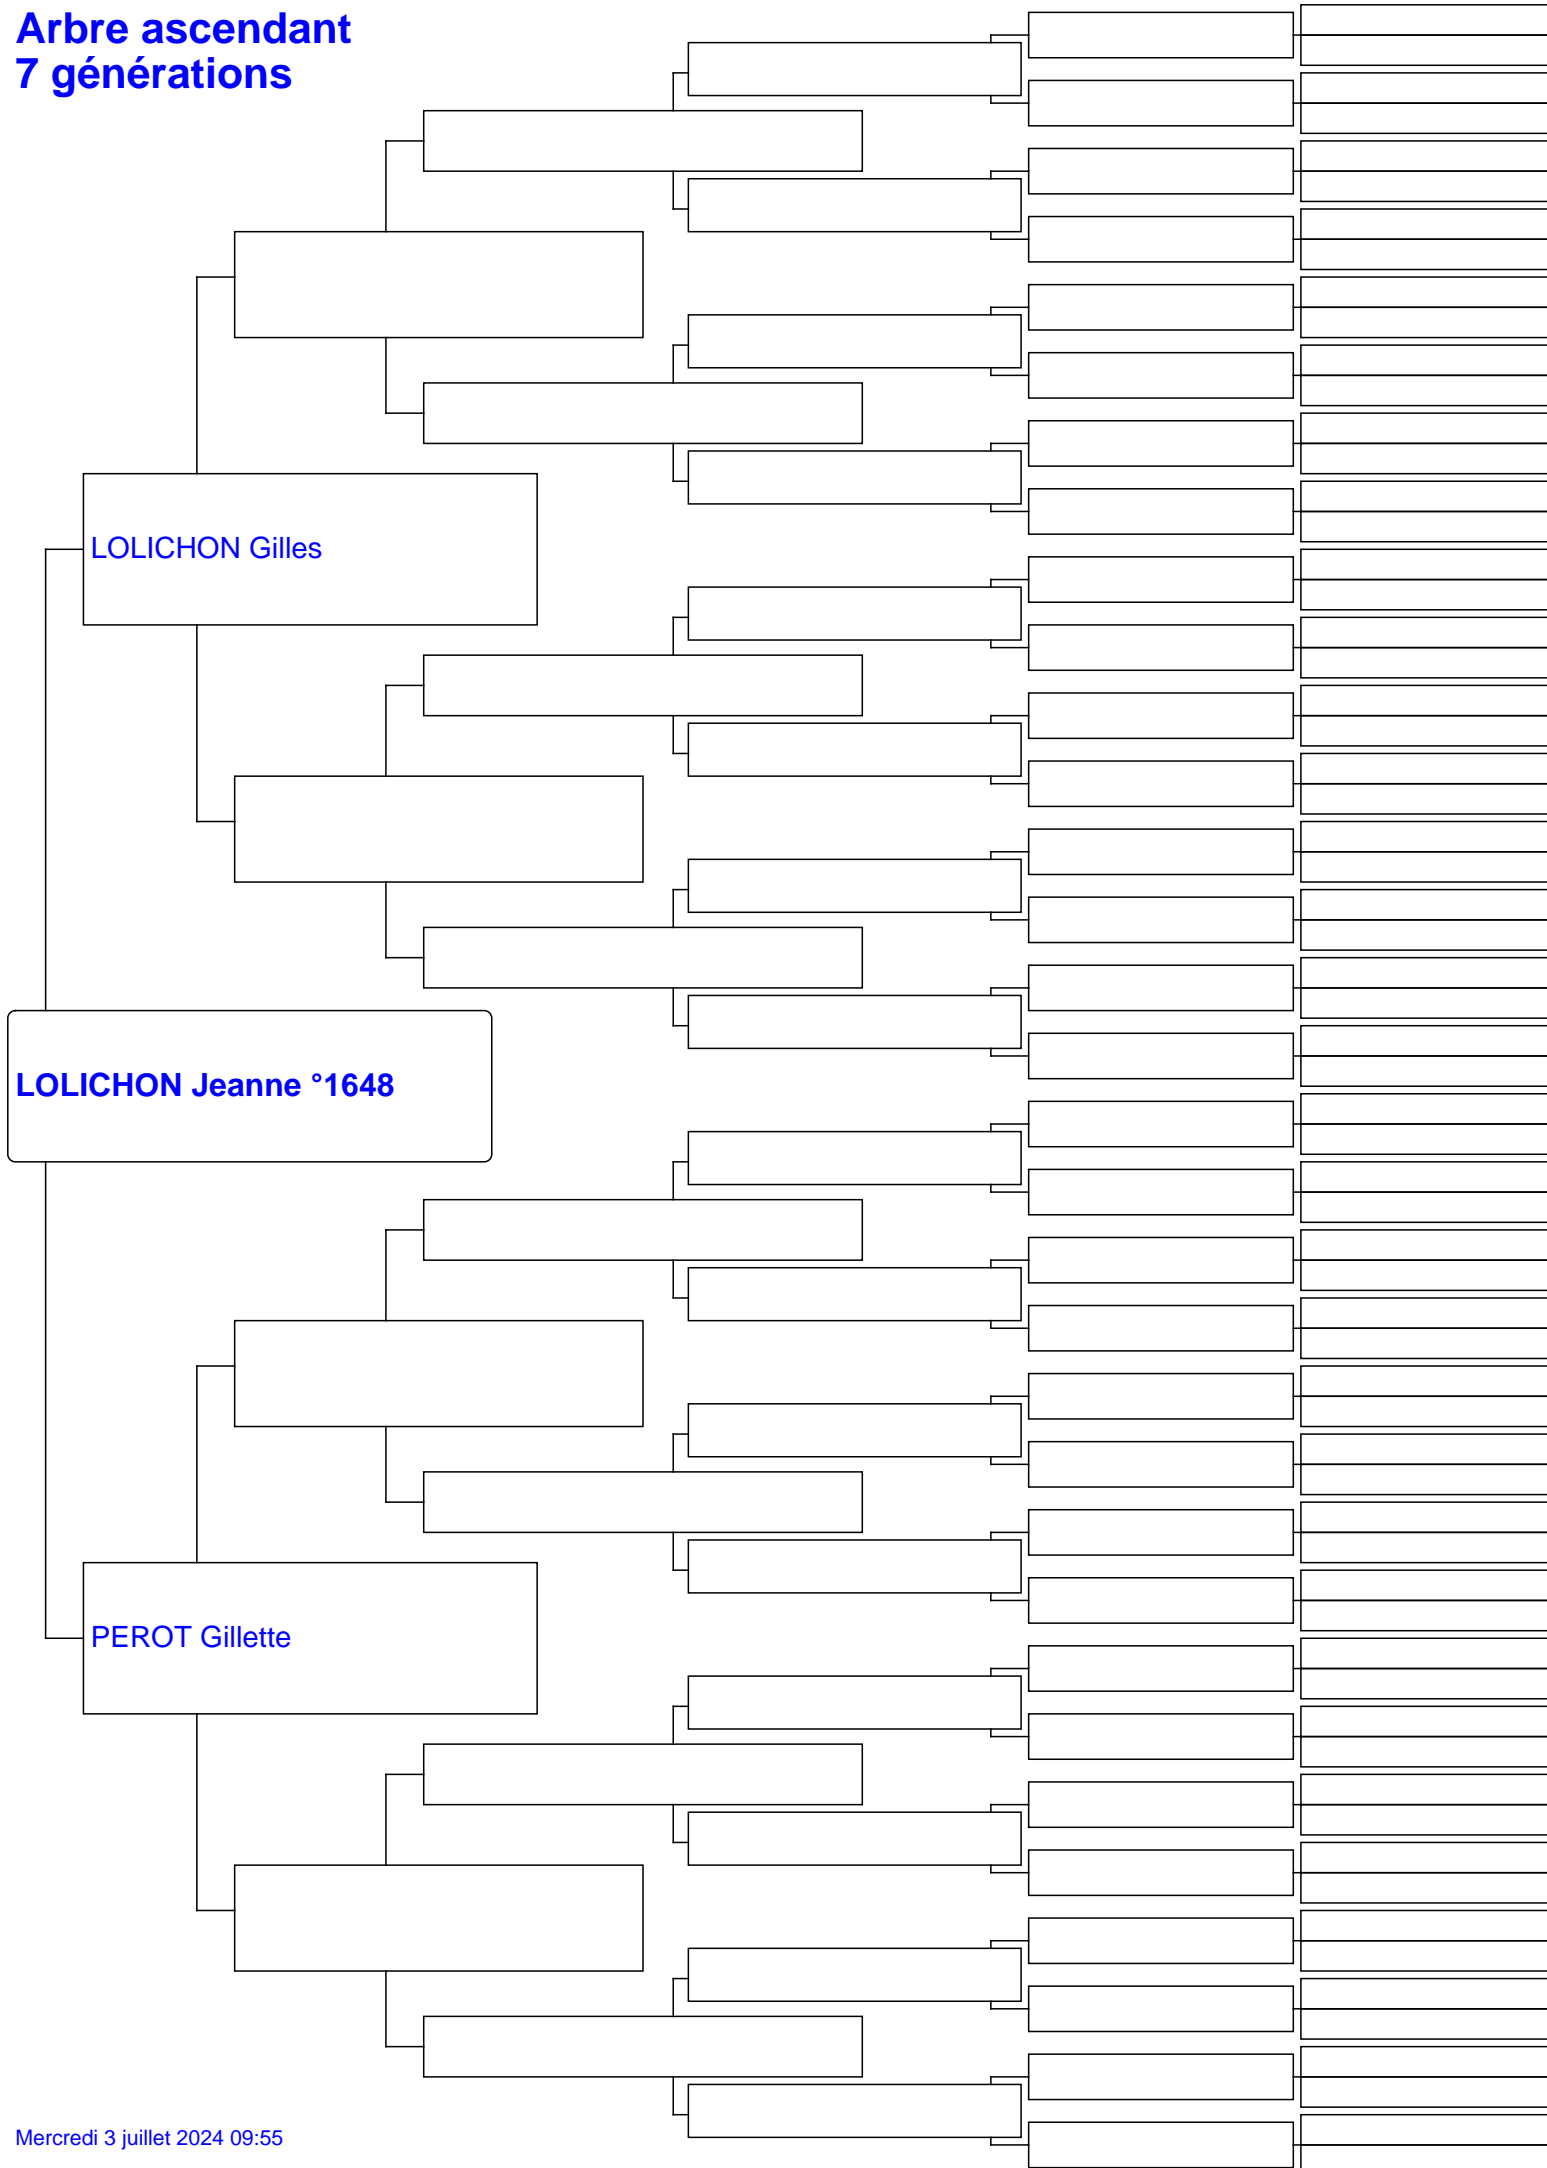 Arbre ascendant
7 générations
LOLICHON Gilles
LOLICHON Jeanne °1648
PEROT Gillette
Mercredi 3 juillet 2024 09:55